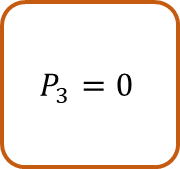 P₃ = 0